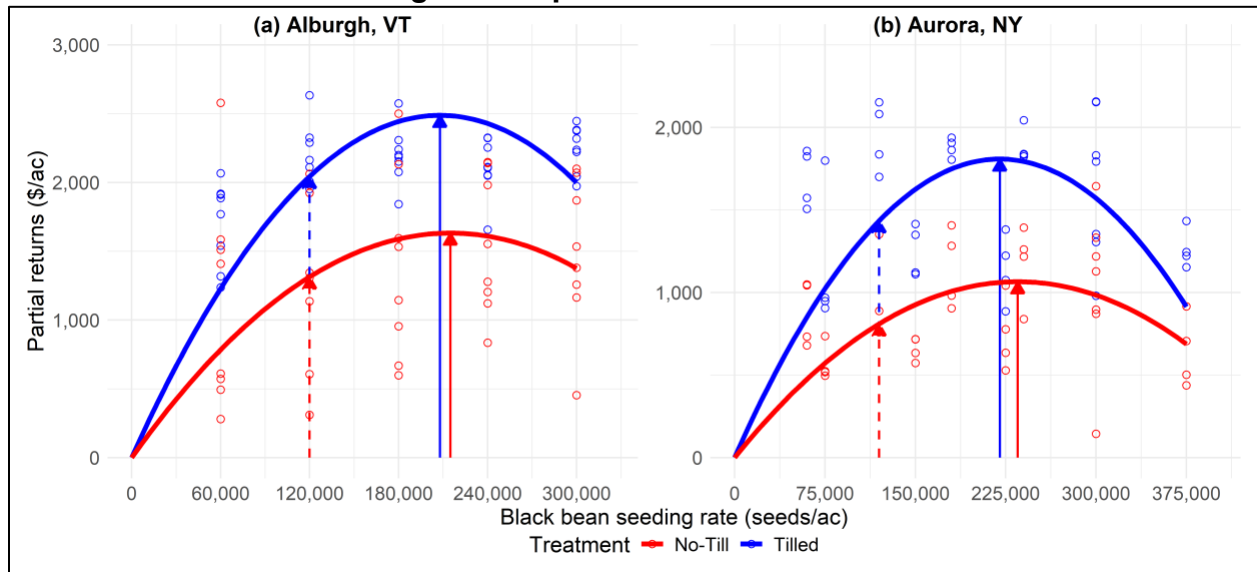 (a) Alburgh, VT
(b) Aurora, NY
Partial returns ($/ac)
3,000
2,000
1,000
0
2,000
1,000
0
0 60,000 120,000 180,000 240,000 300,000
0 75,000 150,000 225,000 300,000 375,000
Black bean seeding rate (seeds/ac)
Treatment No-Till Tilled